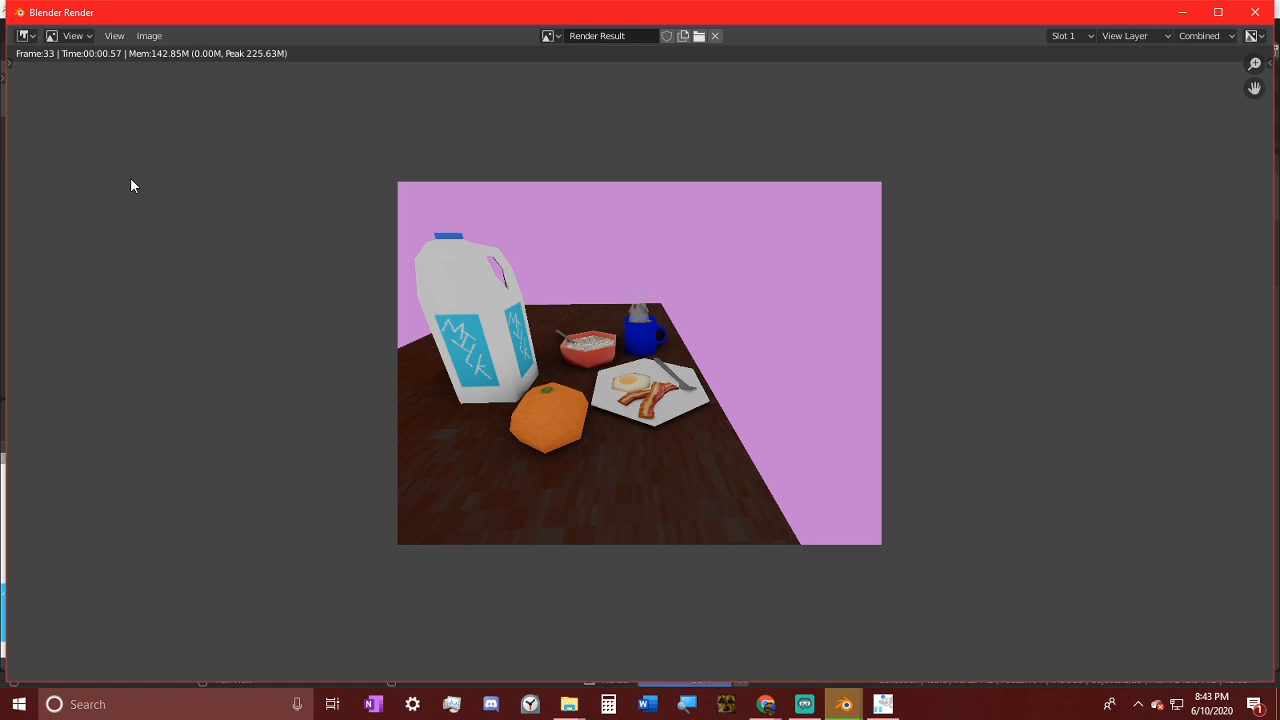 Blender Render
View View Image Render Result Slot 1 View Layer Combined
Frame:33 | Time:00:00.57 | Mem:142.85M (0.00M, Peak 225.63M)
MILK MILK
Search
8:43 PM
6/10/2020
1